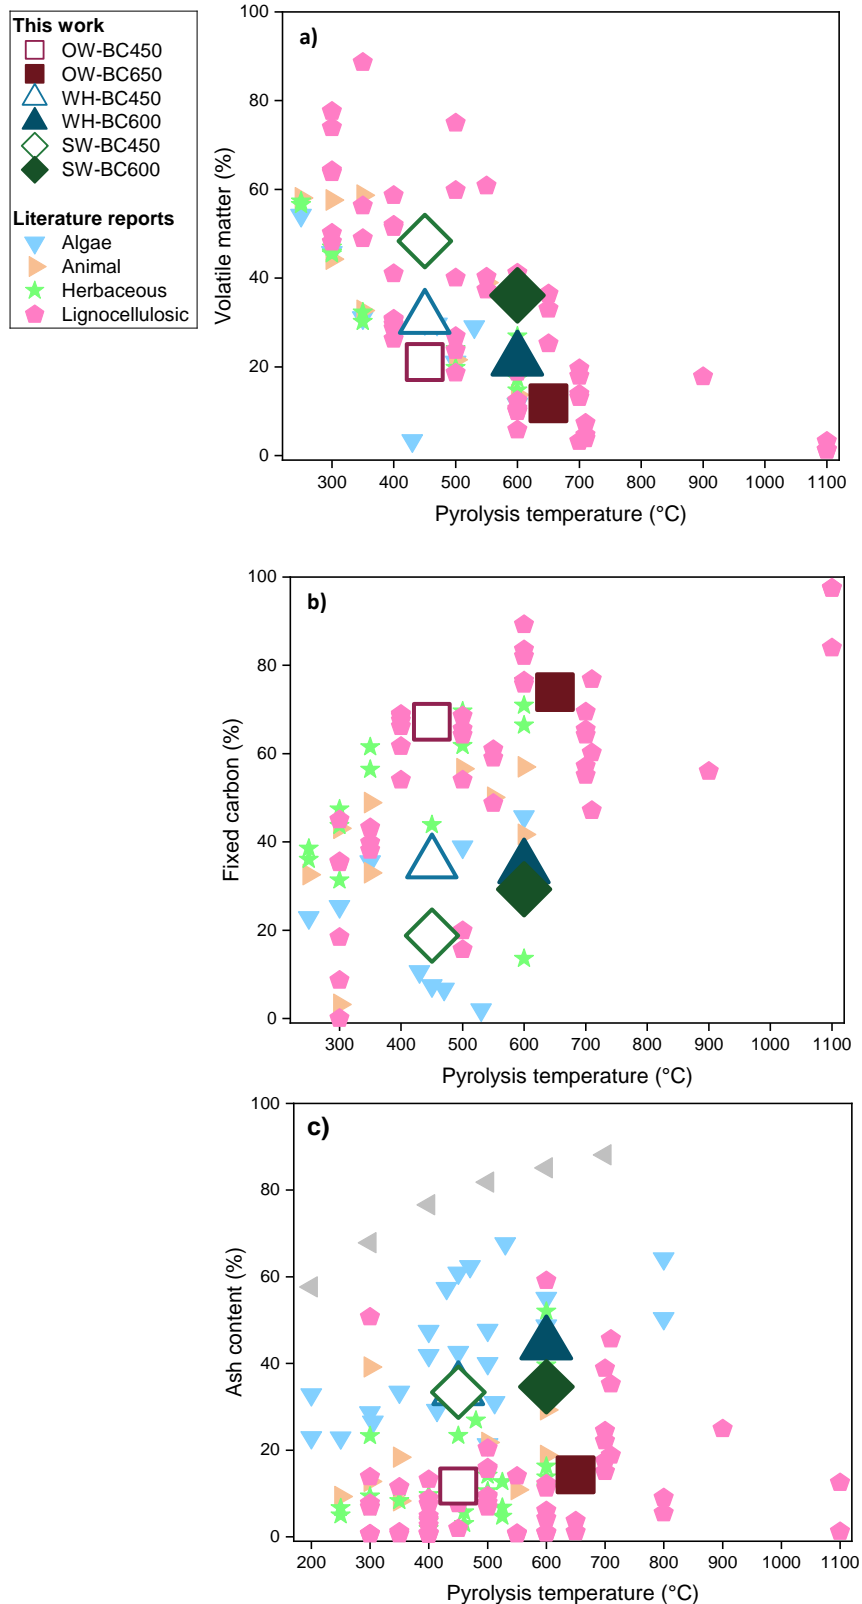 This work
OW-BC450
OW-BC650
WH-BC450
WH-BC600
SW-BC450
SW-BC600
Literature reports
Algae
Animal
Herbaceous
Lignocellulosic
a)
100
80
60
40
20
0
Volatile matter (%)
300 400 500 600 700 800 900 1000 1100
Pyrolysis temperature (°C)
b)
100
80
60
40
20
0
Fixed carbon (%)
300 400 500 600 700 800 900 1000 1100
Pyrolysis temperature (°C)
c)
100
80
60
40
20
0
Ash content (%)
200 300 400 500 600 700 800 900 1000 1100
Pyrolysis temperature (°C)